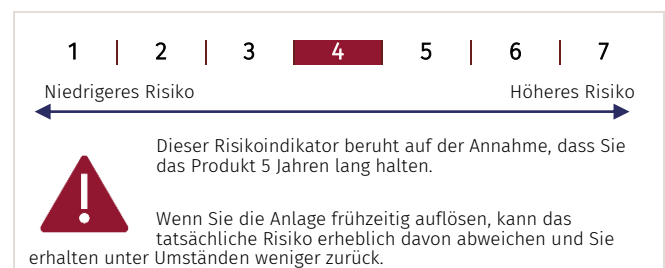 1 | 2 | 3 | 4 | 5 | 6 | 7
Niedrigeres Risiko Höheres Risiko
Dieser Risikoindikator beruht auf der Annahme, dass Sie
das Produkt 5 Jahren lang halten.
!
Wenn Sie die Anlage frühzeitig auflösen, kann das
tatsächliche Risiko erheblich davon abweichen und Sie
erhalten unter Umständen weniger zurück.